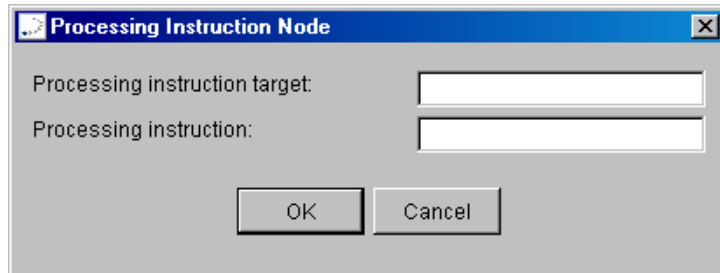 Processing Instruction Node
Processing instruction target:
Processing instruction:
OK Cancel